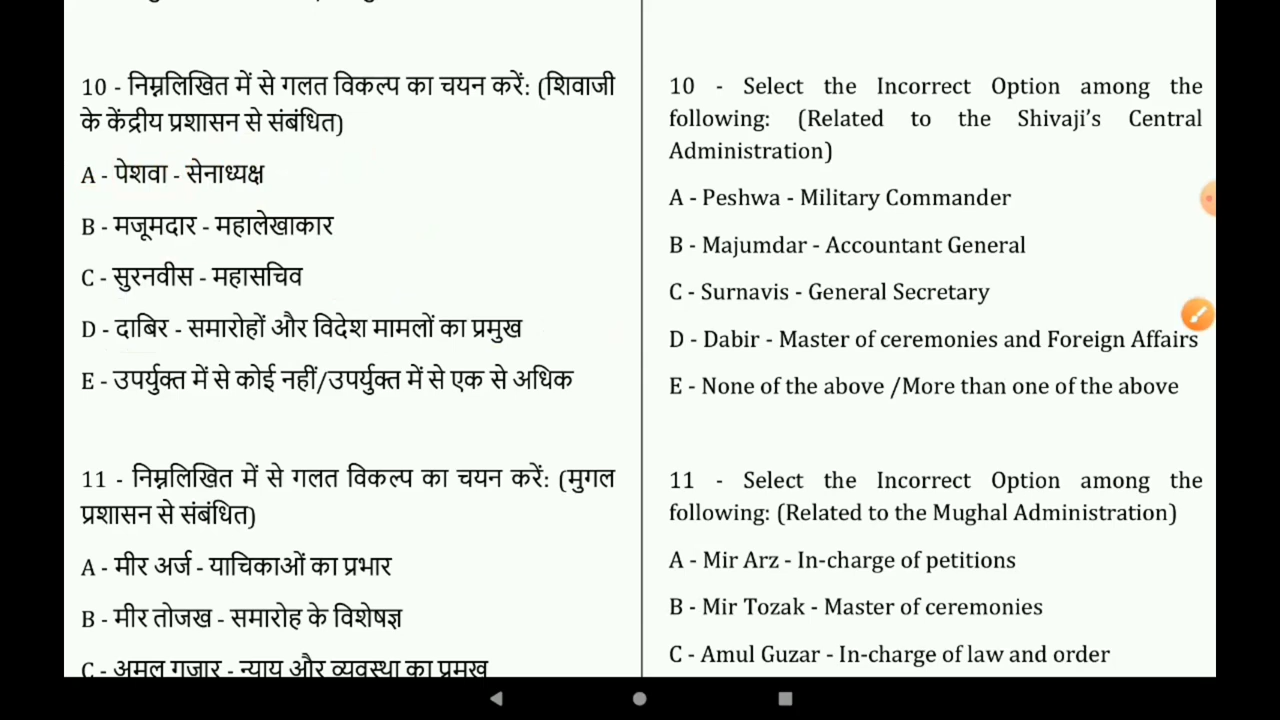 10 - निम्नलिखित में से गलत विकल्प का चयन करें: (शिवाजी
के केंद्रीय प्रशासन से संबंधित)
A - पेशवा - सेनाध्यक्ष
B - मजूमदार - महालेखाकार
C - सुरनवीस - महासचिव
D - दाबिर - समारोहों और विदेश मामलों का प्रमुख
E - उपर्युक्त में से कोई नहीं/उपर्युक्त में से एक से अधिक
11 - निम्नलिखित में से गलत विकल्प का चयन करें: (मुगल
प्रशासन से संबंधित)
A - मीर अर्ज - याचिकाओं का प्रभार
B - मीर तोजख - समारोह के विशेषज्ञ
C - अमल गुजार - न्याय और व्यवस्था का प्रमुख
10 - Select the Incorrect Option among the
following: (Related to the Shivaji’s Central
Administration)
A - Peshwa - Military Commander
B - Majumdar - Accountant General
C - Surnavis - General Secretary
D - Dabir - Master of ceremonies and Foreign Affairs
E - None of the above /More than one of the above
11 - Select the Incorrect Option among the
following: (Related to the Mughal Administration)
A - Mir Arz - In-charge of petitions
B - Mir Tozak - Master of ceremonies
C - Amul Guzar - In-charge of law and order